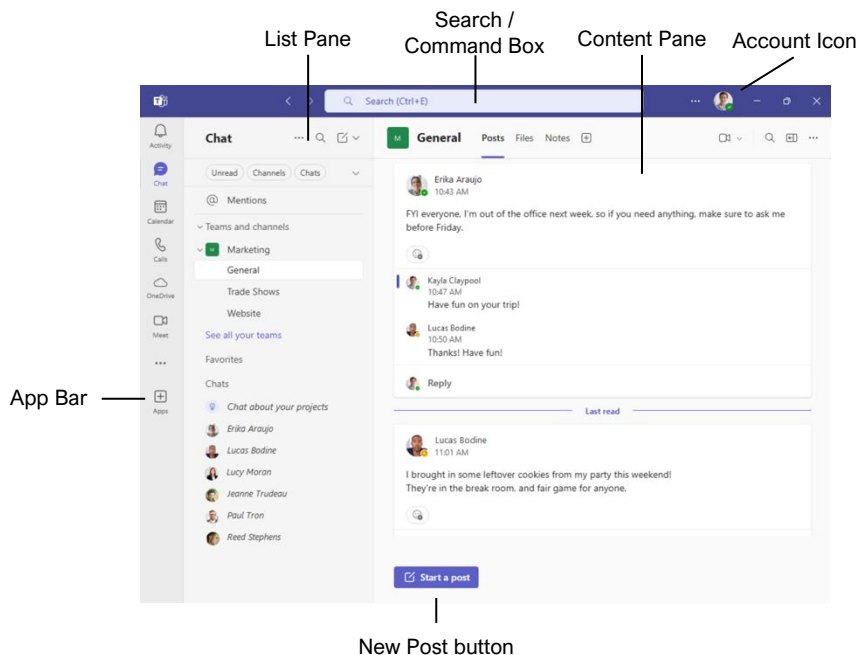 Search /
Command Box
List Pane
Content Pane
Account Icon
Search (Ctrl+E)
Activity
Chat
Calendar
Calls
OneDrive
Meet
Apps
App Bar
Chat
Unread
Channels
Chats
@ Mentions
Teams and channels
M Marketing
General
Trade Shows
Website
See all your teams
Favorites
Chats
Chat about your projects
Erika Araujo
Lucas Bodine
Lucy Moran
Jeanne Trudeau
Paul Tron
Reed Stephens
M General Posts Files Notes
Erika Araujo
10:43 AM
FYI everyone, I'm out of the office next week, so if you need anything, make sure to ask me
before Friday.
Kayla Claypool
10:47 AM
Have fun on your trip!
Lucas Bodine
10:50 AM
Thanks! Have fun!
Reply
Last read
Lucas Bodine
11:01 AM
I brought in some leftover cookies from my party this weekend!
They're in the break room, and fair game for anyone.
Start a post
New Post button